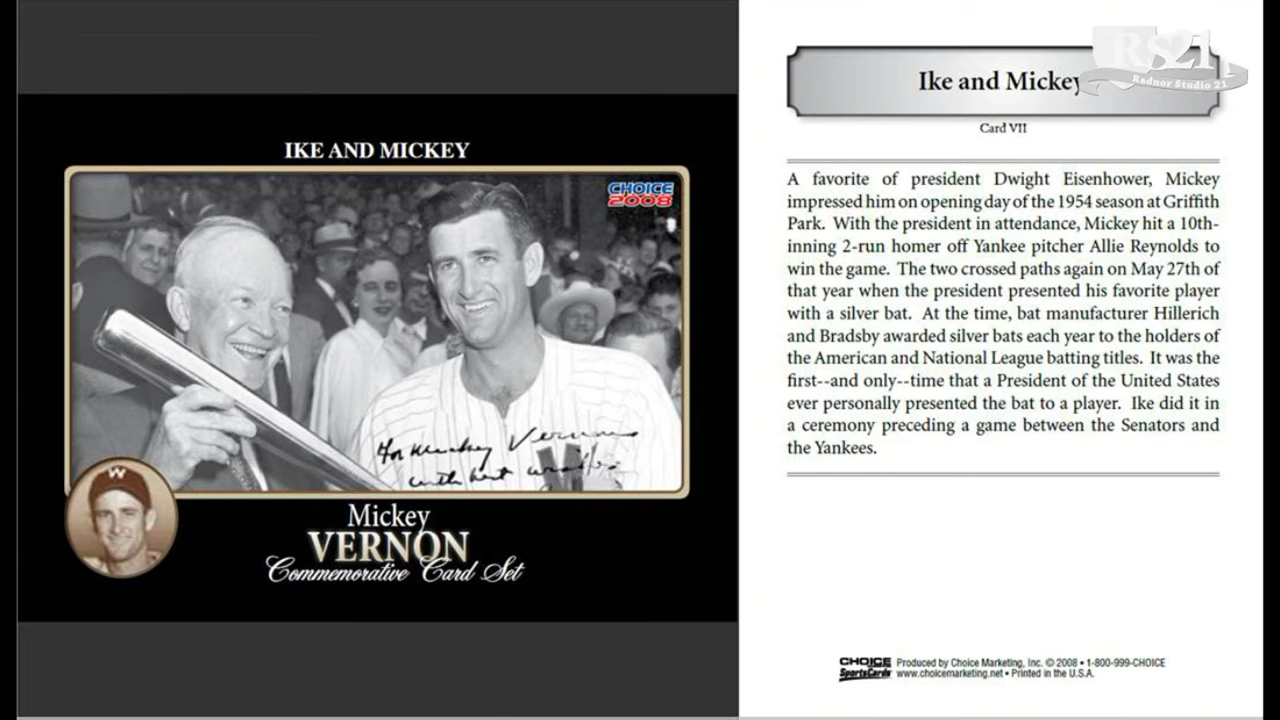 IKE AND MICKEY
CHOICE
2008
For Mickey Vernon
with best wishes
W
Mickey
VERNON
Commemorative Card Set
RS21
Radnor Studio 21
Ike and Mickey
Card VII
A favorite of president Dwight Eisenhower, Mickey
impressed him on opening day of the 1954 season at Griffith
Park. With the president in attendance, Mickey hit a 10th-
inning 2-run homer off Yankee pitcher Allie Reynolds to
win the game. The two crossed paths again on May 27th of
that year when the president presented his favorite player
with a silver bat. At the time, bat manufacturer Hillerich
and Bradsby awarded silver bats each year to the holders of
the American and National League batting titles. It was the
first--and only--time that a President of the United States
ever personally presented the bat to a player. Ike did it in
a ceremony preceding a game between the Senators and
the Yankees.
CHOICE
SportsCards
Produced by Choice Marketing, Inc. © 2008 • 1-800-999-CHOICE
www.choicemarketing.net • Printed in the U.S.A.